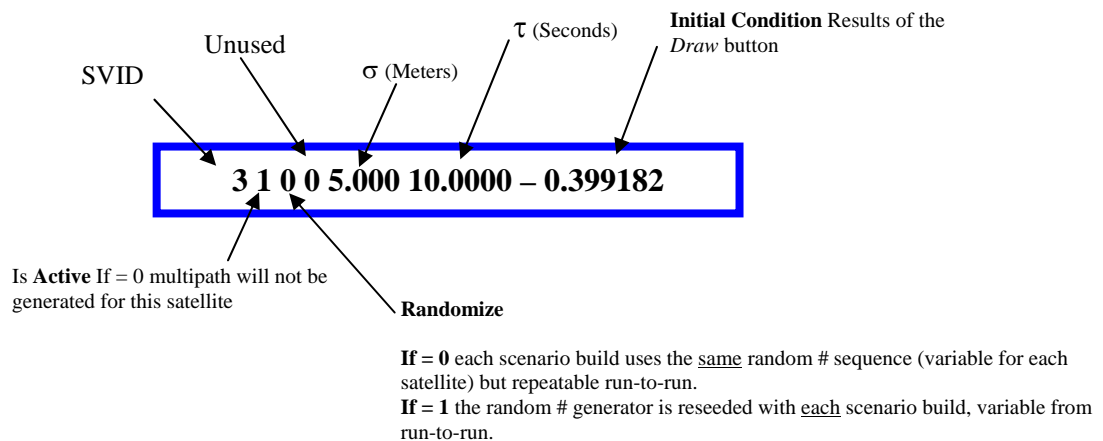 Initial Condition Results of the
Draw button
τ (Seconds)
Unused
σ (Meters)
SVID
3 1 0 0 5.000 10.0000 – 0.399182
Is Active If = 0 multipath will not be
generated for this satellite
Randomize
If = 0 each scenario build uses the same random # sequence (variable for each
satellite) but repeatable run-to-run.
If = 1 the random # generator is reseeded with each scenario build, variable from
run-to-run.